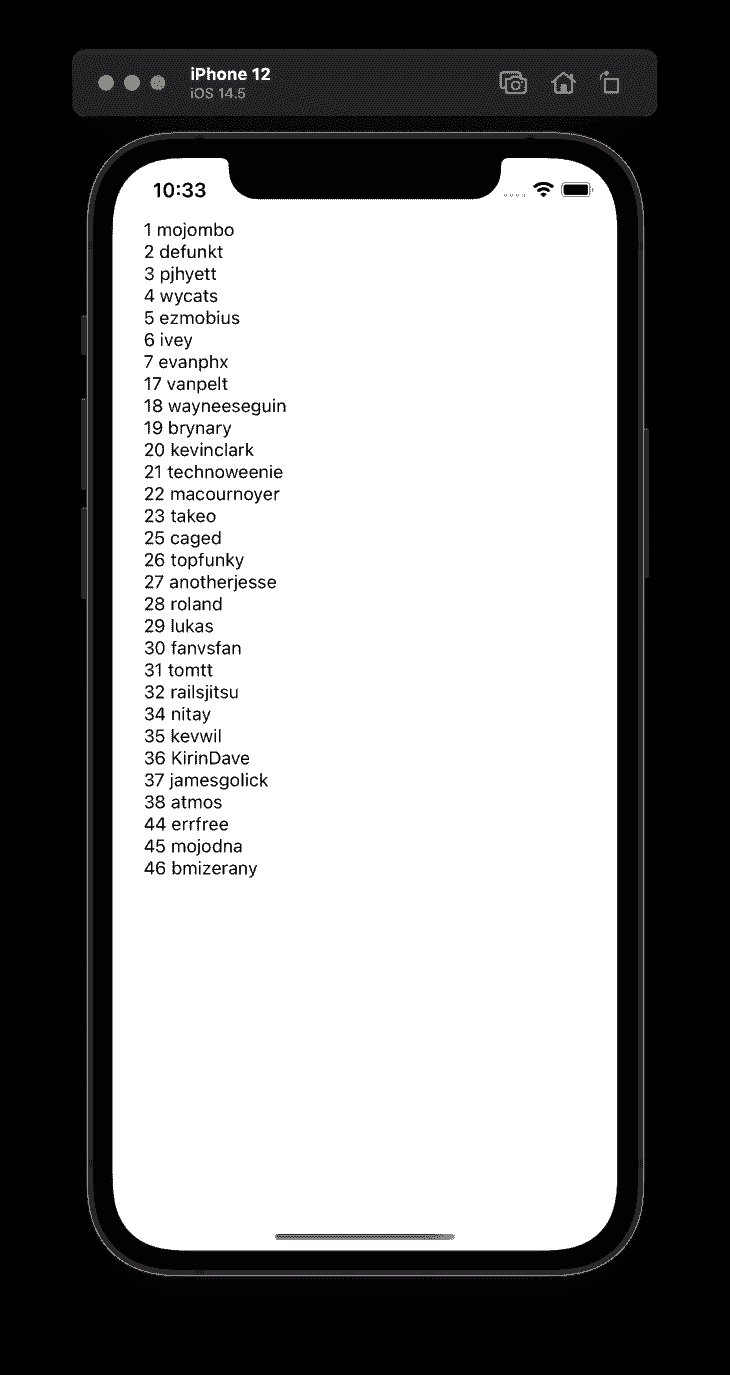 iPhone 12
iOS 14.5
10:33
1 mojombo
2 defunkt
3 pjhyett
4 wycats
5 ezmobius
6 ivey
7 evanphx
17 vanpelt
18 wayneeseguin
19 brynary
20 kevinclark
21 technoweenie
22 macournoyer
23 takeo
25 caged
26 topfunky
27 anotherjesse
28 roland
29 lukas
30 fanvsfan
31 tomtt
32 railsjitsu
34 nitay
35 kevwil
36 KirinDave
37 jamesgolick
38 atmos
44 errfree
45 mojodna
46 bmizerany